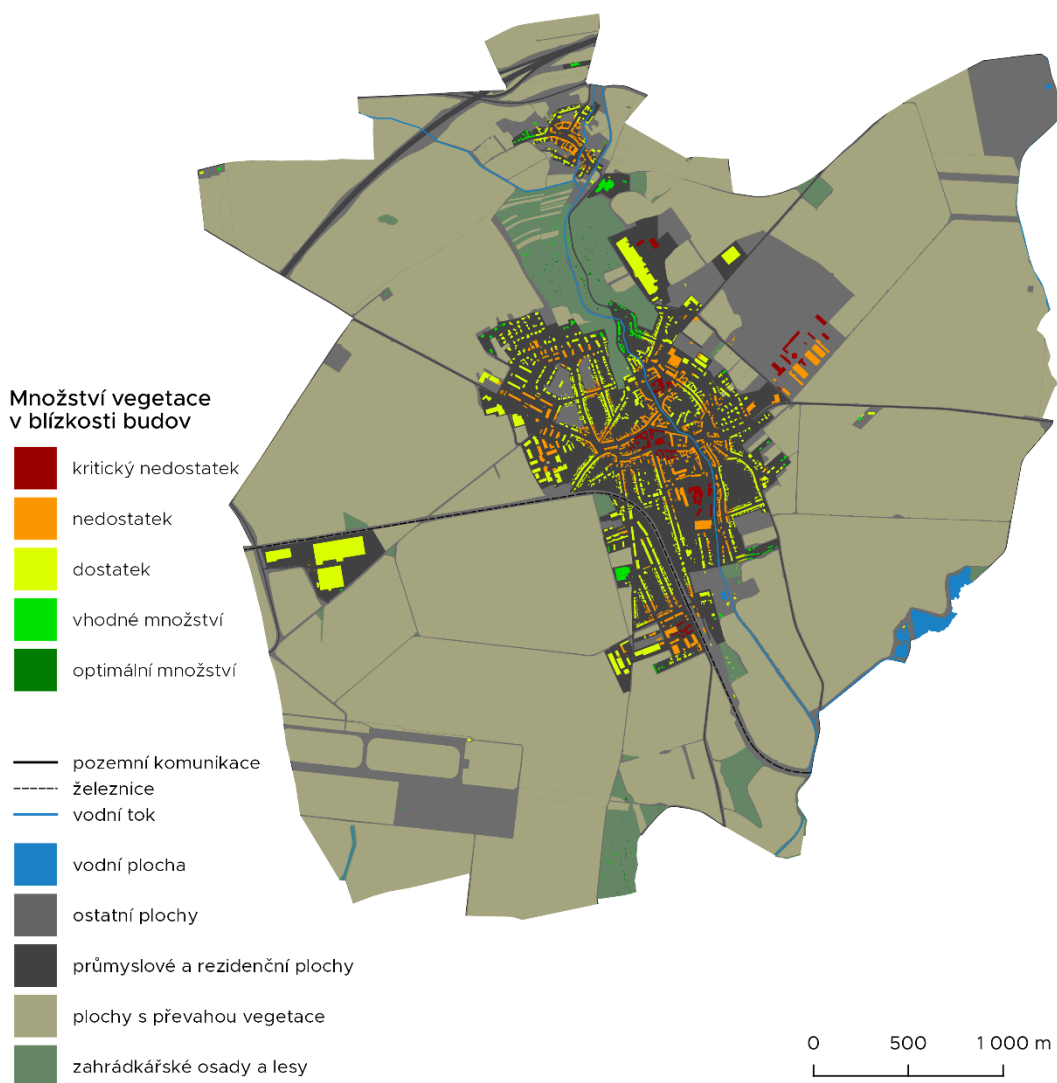 Množství vegetace
v blízkosti budov
kritický nedostatek
nedostatek
dostatek
vhodné množství
optimální množství
pozemní komunikace
železnice
vodní tok
vodní plocha
ostatní plochy
průmyslové a rezidenční plochy
plochy s převahou vegetace
zahrádkářské osady a lesy
0 500 1 000 m